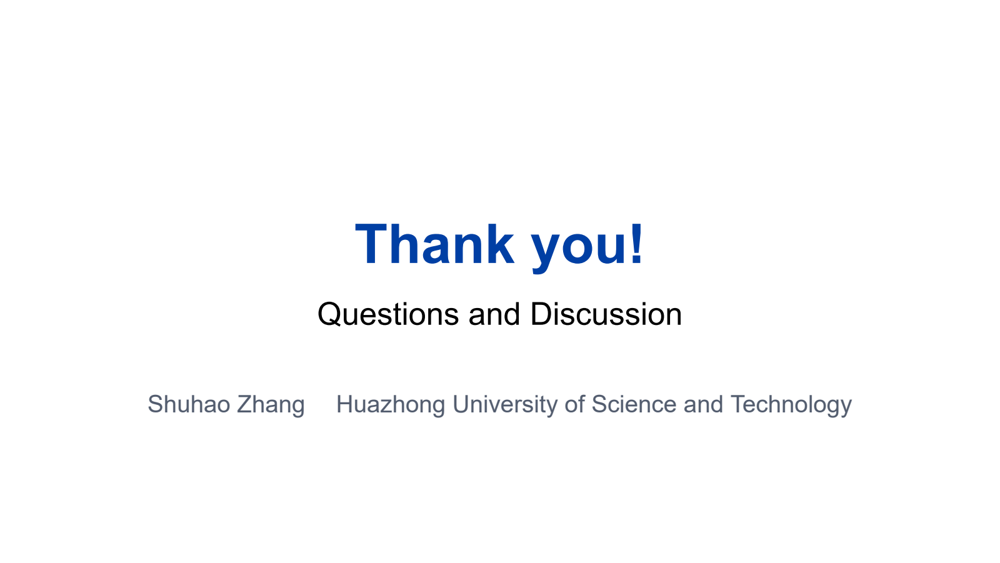 Thank you!
Questions and Discussion
Shuhao Zhang Huazhong University of Science and Technology